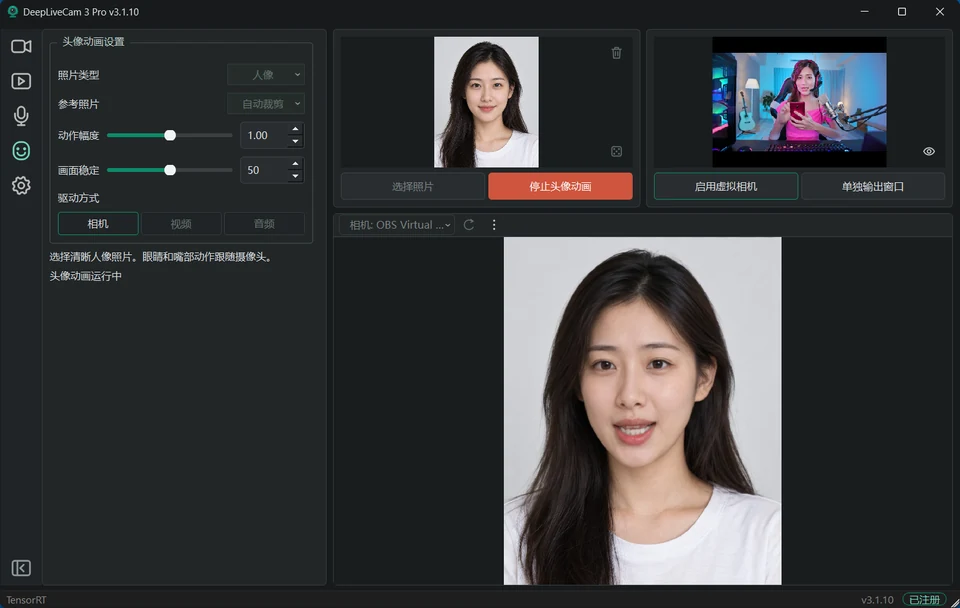 DeepLiveCam 3 Pro v3.1.10
头像动画设置
照片类型
人像
参考照片
自动裁剪
动作幅度
1.00
画面稳定
50
驱动方式
相机
视频
音频
选择清晰人像照片。眼睛和嘴部动作跟随摄像头。
头像动画运行中
选择照片
停止头像动画
启用虚拟相机
单独输出窗口
相机: OBS Virtual ...
TensorRT
v3.1.10
已注册